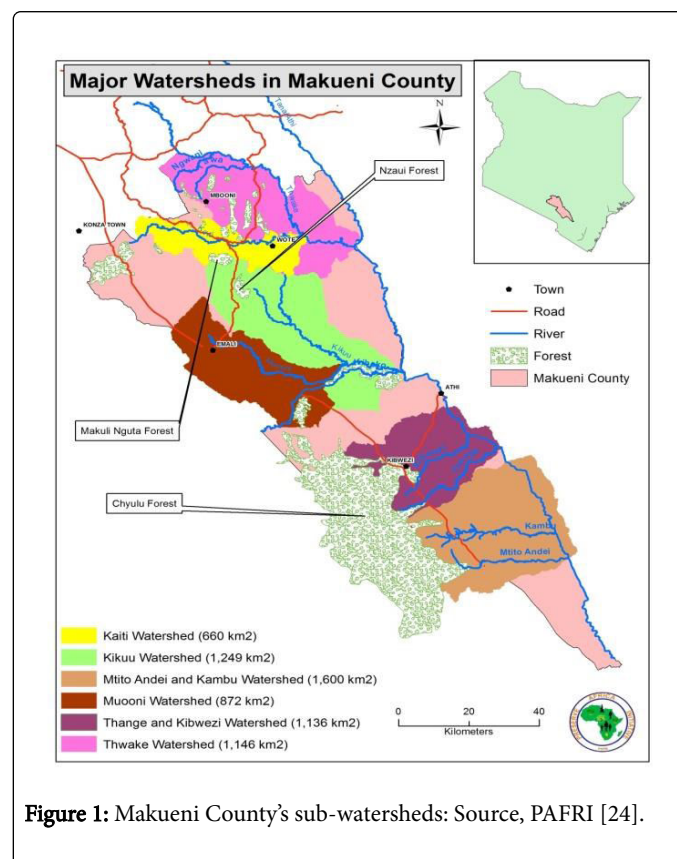 Major Watersheds in Makueni County
N
Nzaui Forest
MBOONI
KONZA TOWN
WOTE
Town
Road
River
Forest
Makueni County
EMALI
ATHI
Makuli Nguta Forest
KIBWEZI
Chyulu Forest
Kambu
Mtito Andei
Kaiti Watershed (660 km2)
Kikuu Watershed (1,249 km2)
Mtito Andei and Kambu Watershed (1,600 km2)
Muooni Watershed (872 km2)
Thange and Kibwezi Watershed (1,136 km2)
Thwake Watershed (1,146 km2)
0 20 40
Kilometers
AFRICA
Figure 1: Makueni County’s sub-watersheds: Source, PAFRI [24].